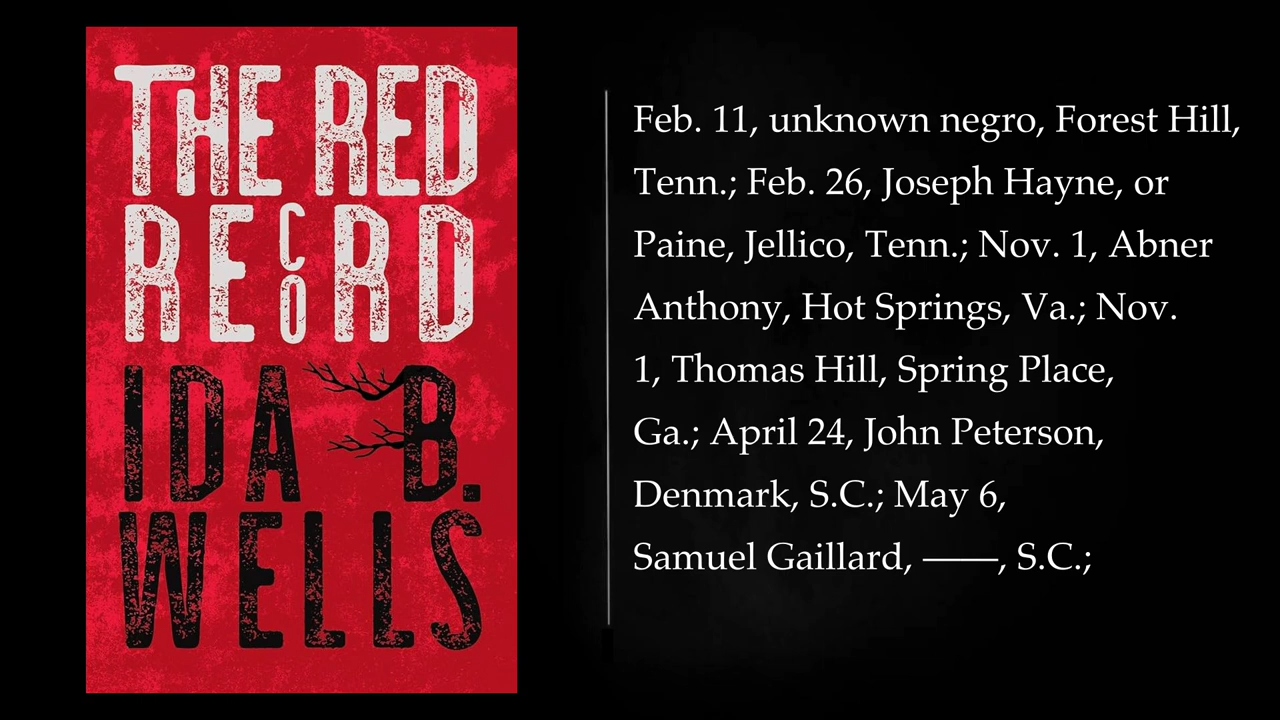 THE RED
RECORD
IDA B.
WELLS
Feb. 11, unknown negro, Forest Hill,
Tenn.; Feb. 26, Joseph Hayne, or
Paine, Jellico, Tenn.; Nov. 1, Abner
Anthony, Hot Springs, Va.; Nov.
1, Thomas Hill, Spring Place,
Ga.; April 24, John Peterson,
Denmark, S.C.; May 6,
Samuel Gaillard, ——, S.C.;